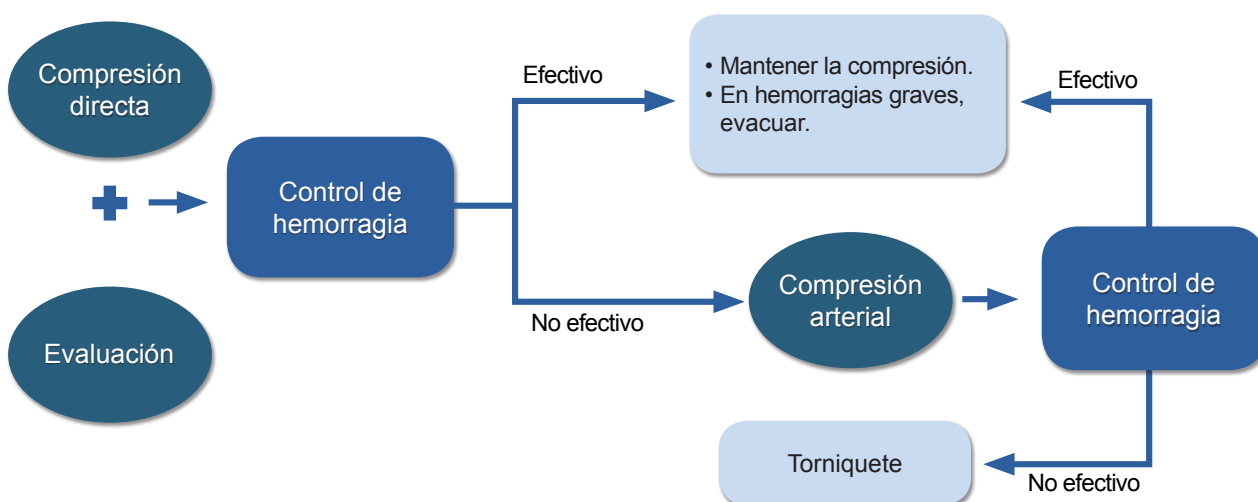 Compresión
directa
Evaluación
Control de
hemorragia
Efectivo
• Mantener la compresión.
• En hemorragias graves,
evacuar.
No efectivo
Compresión
arterial
Control de
hemorragia
Efectivo
No efectivo
Torniquete